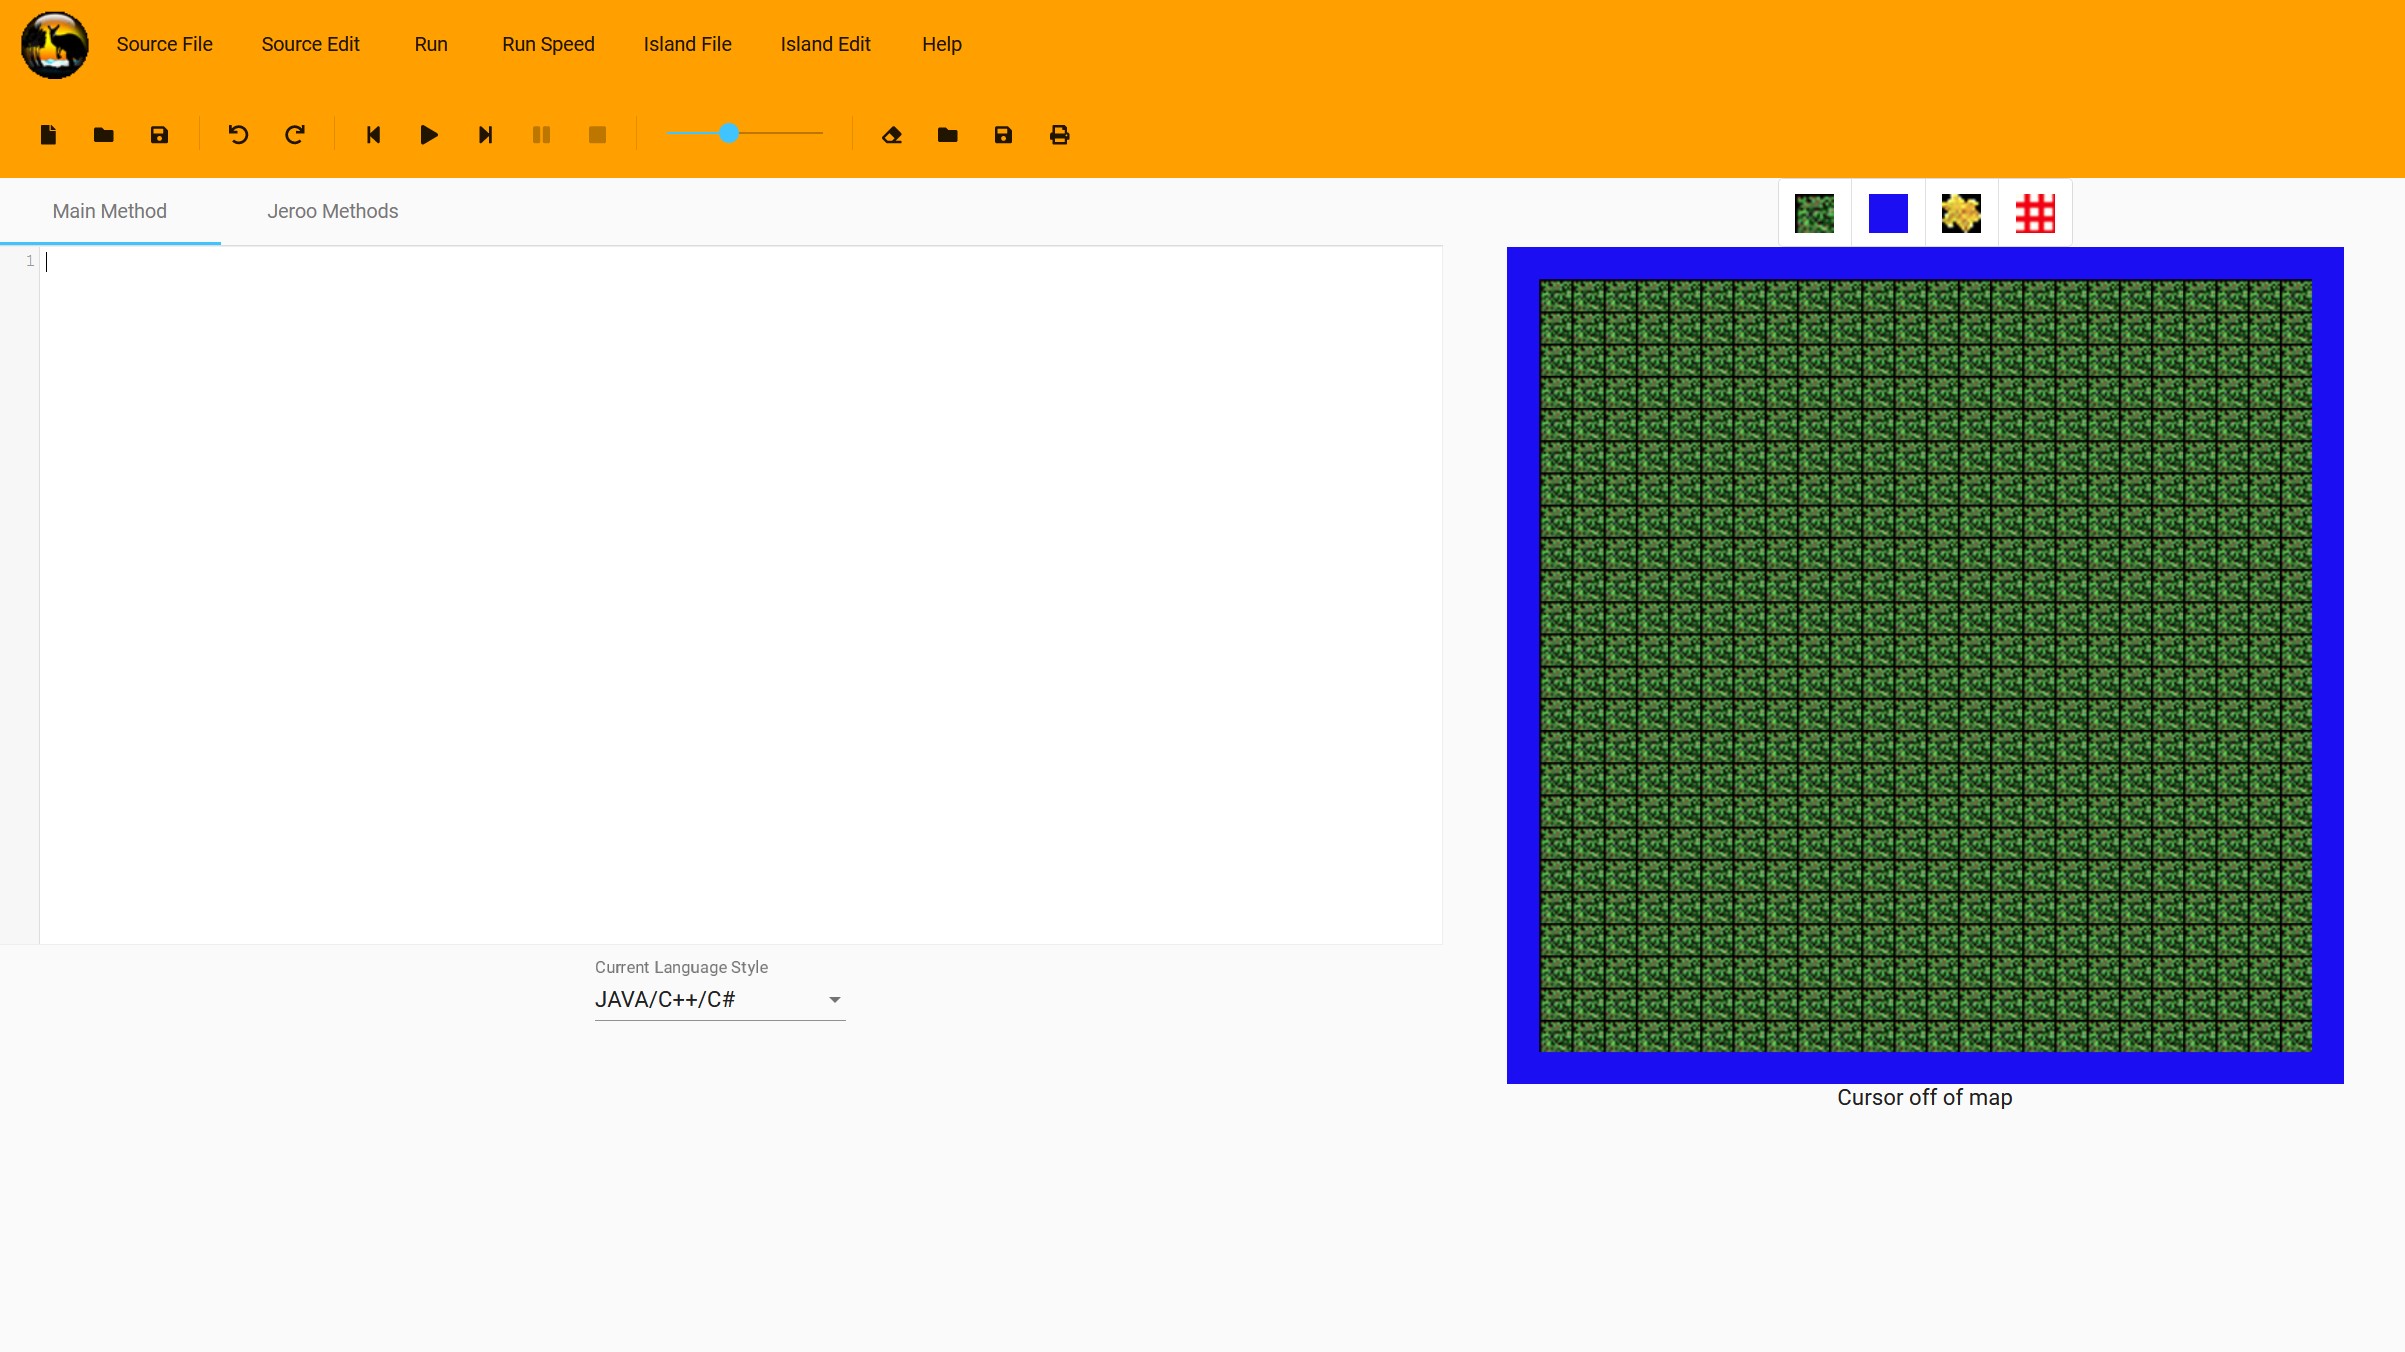 Source File Source Edit Run Run Speed Island File Island Edit Help
Main Method Jeroo Methods
1
Current Language Style
JAVA/C++/C#
Cursor off of map